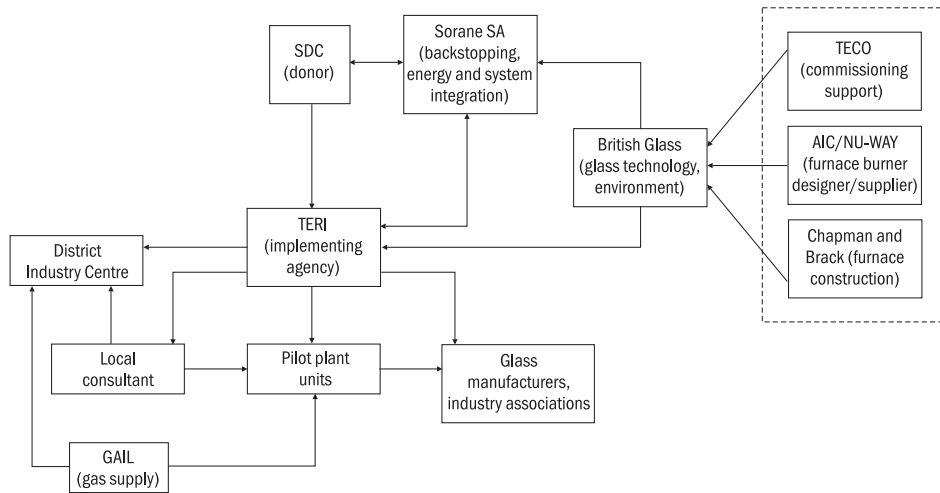 SDC
(donor)
Sorane SA
(backstopping,
energy and system
integration)
TECO
(commissioning
support)
British Glass
(glass technology,
environment)
AIC/NU-WAY
(furnace burner
designer/supplier)
Chapman and
Brack (furnace
construction)
TERI
(implementing
agency)
District
Industry Centre
Local
consultant
Pilot plant
units
Glass
manufacturers,
industry associations
GAIL
(gas supply)